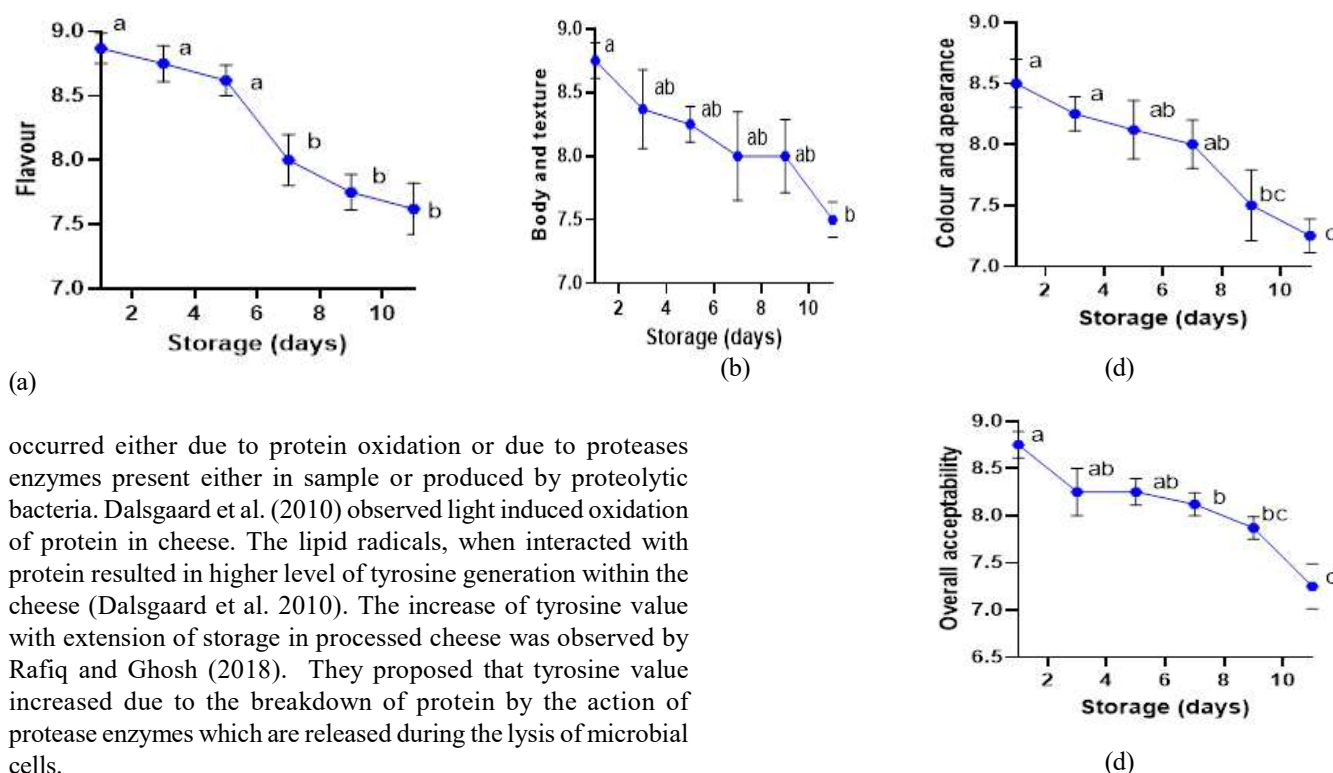 9.0
8.5
8.0
7.5
7.0
Flavour
a
a
a
b
b
b
2 4 6 8 10
Storage (days)
(a)
9.0
8.5
8.0
7.5
7.0
Body and texture
a
ab
ab
ab
ab
b
2 4 6 8 10
Storage (days)
(b)
9.0
8.5
8.0
7.5
7.0
Colour and apearance
a
a
ab
ab
bc
c
2 4 6 8 10
Storage (days)
(d)
occurred either due to protein oxidation or due to proteases
enzymes present either in sample or produced by proteolytic
bacteria. Dalsgaard et al. (2010) observed light induced oxidation
of protein in cheese. The lipid radicals, when interacted with
protein resulted in higher level of tyrosine generation within the
cheese (Dalsgaard et al. 2010). The increase of tyrosine value
with extension of storage in processed cheese was observed by
Rafiq and Ghosh (2018). They proposed that tyrosine value
increased due to the breakdown of protein by the action of
protease enzymes which are released during the lysis of microbial
cells.
9.0
8.5
8.0
7.5
7.0
6.5
Overall acceptability
a
ab
ab
b
bc
c
2 4 6 8 10
Storage (days)
(d)